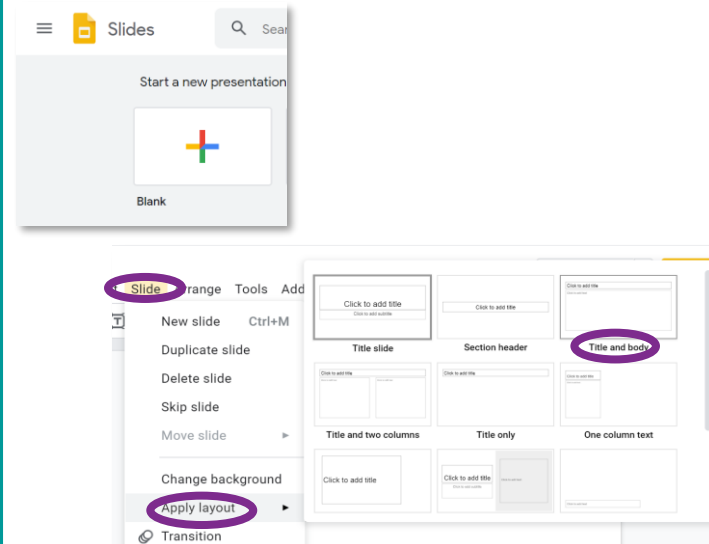 Slides
Sear
Start a new presentation
Blank
Slide
range
Tools
Add
New slide Ctrl+M
Duplicate slide
Delete slide
Skip slide
Move slide
Change background
Apply layout
Transition
Click to add title
Click to add subtitle
Title slide
Click to add title
Section header
Click to add title
Title and body
Click to add title
Title and two columns
Click to add title
Title only
Click to add title
One column text
Click to add title
Click to add title